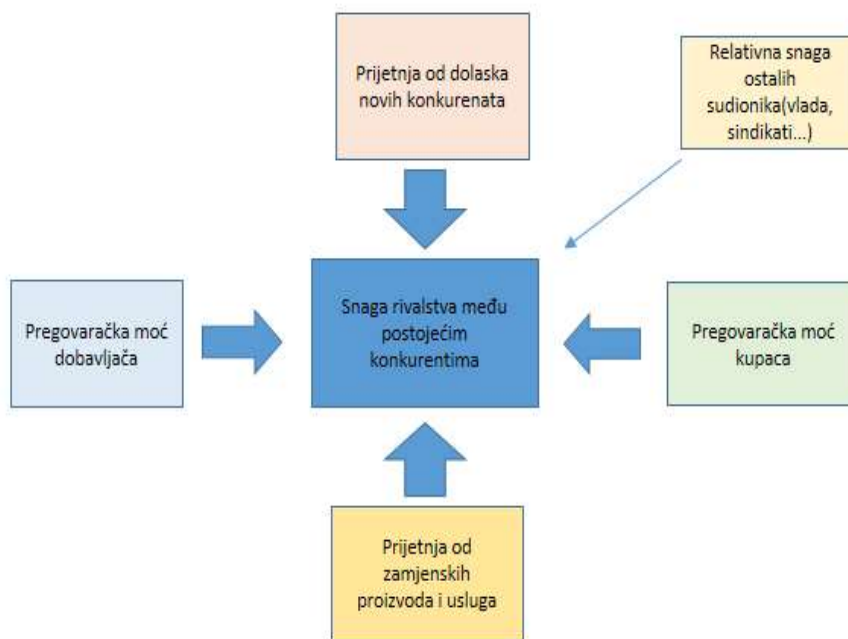 Prijetnja od dolaska
novih konkurenata
Relativna snaga
ostalih
sudionika(vlada,
sindikati...)
Pregovaračka moć
dobavljača
Snaga rivalstva među
postojećim
konkurentima
Pregovaračka moć
kupaca
Prijetnja od
zamjenskih
proizvoda i usluga